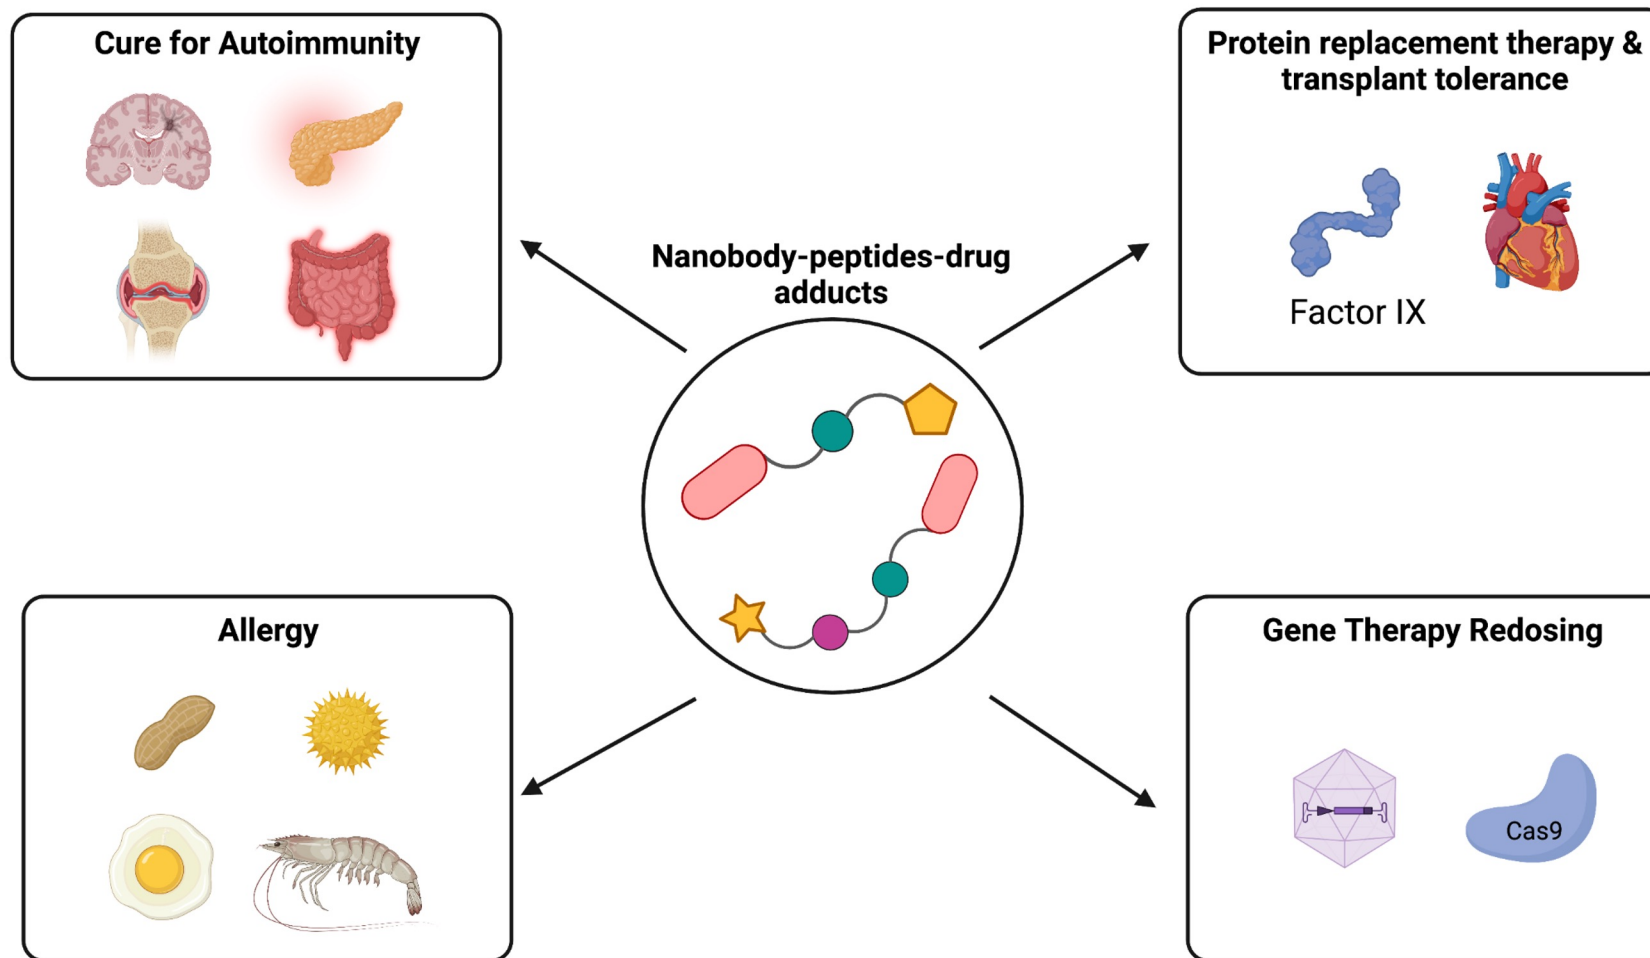 Cure for Autoimmunity
Protein replacement therapy &
transplant tolerance
Factor IX
Nanobody-peptides-drug
adducts
Allergy
Gene Therapy Redosing
Cas9